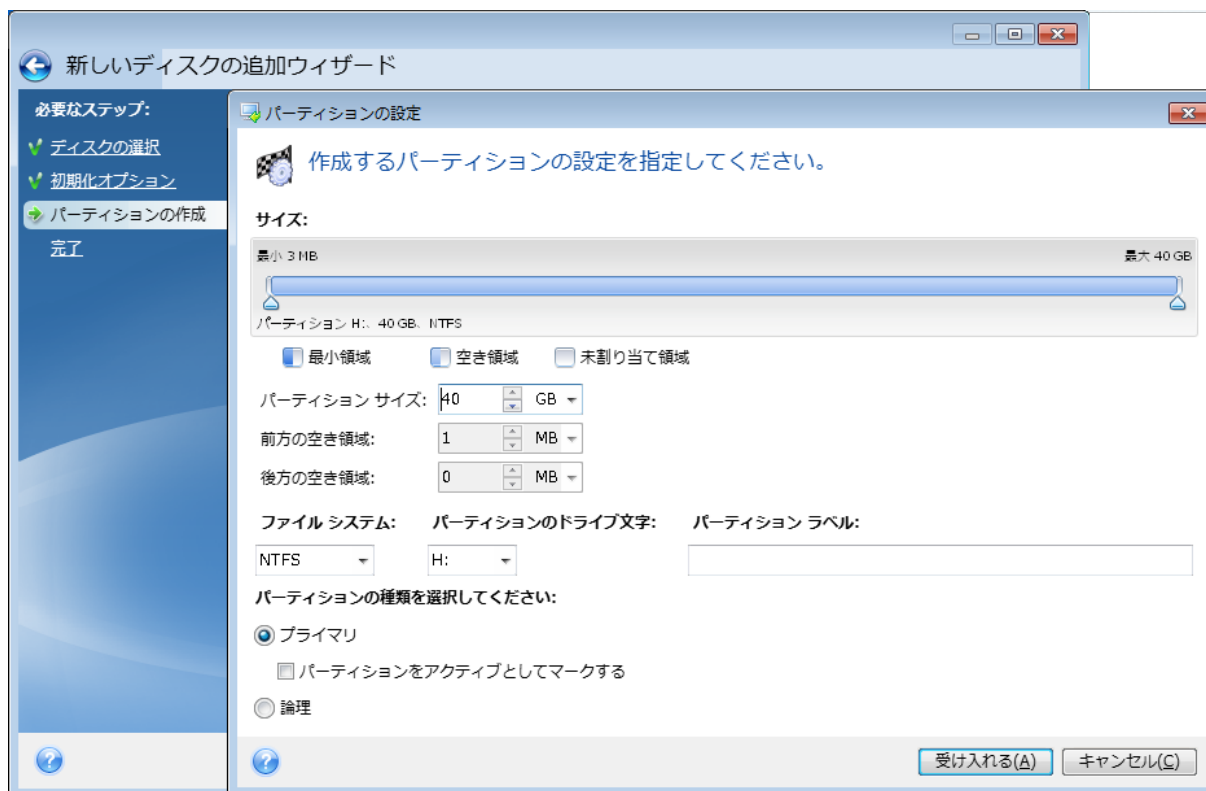 新しいディスクの追加ウィザード
必要なステップ:
ディスクの選択
初期化オプション
パーティションの作成
完了
パーティションの設定
作成するパーティションの設定を指定してください。
サイズ:
最小 3 MB 最大 40 GB
パーティション H:、40 GB、NTFS
最小領域 空き領域 未割り当て領域
パーティション サイズ: 40 GB
前方の空き領域: 1 MB
後方の空き領域: 0 MB
ファイル システム: パーティションのドライブ文字: パーティション ラベル:
NTFS H:
パーティションの種類を選択してください:
プライマリ
パーティションをアクティブとしてマークする
論理
受け入れる(A) キャンセル(C)